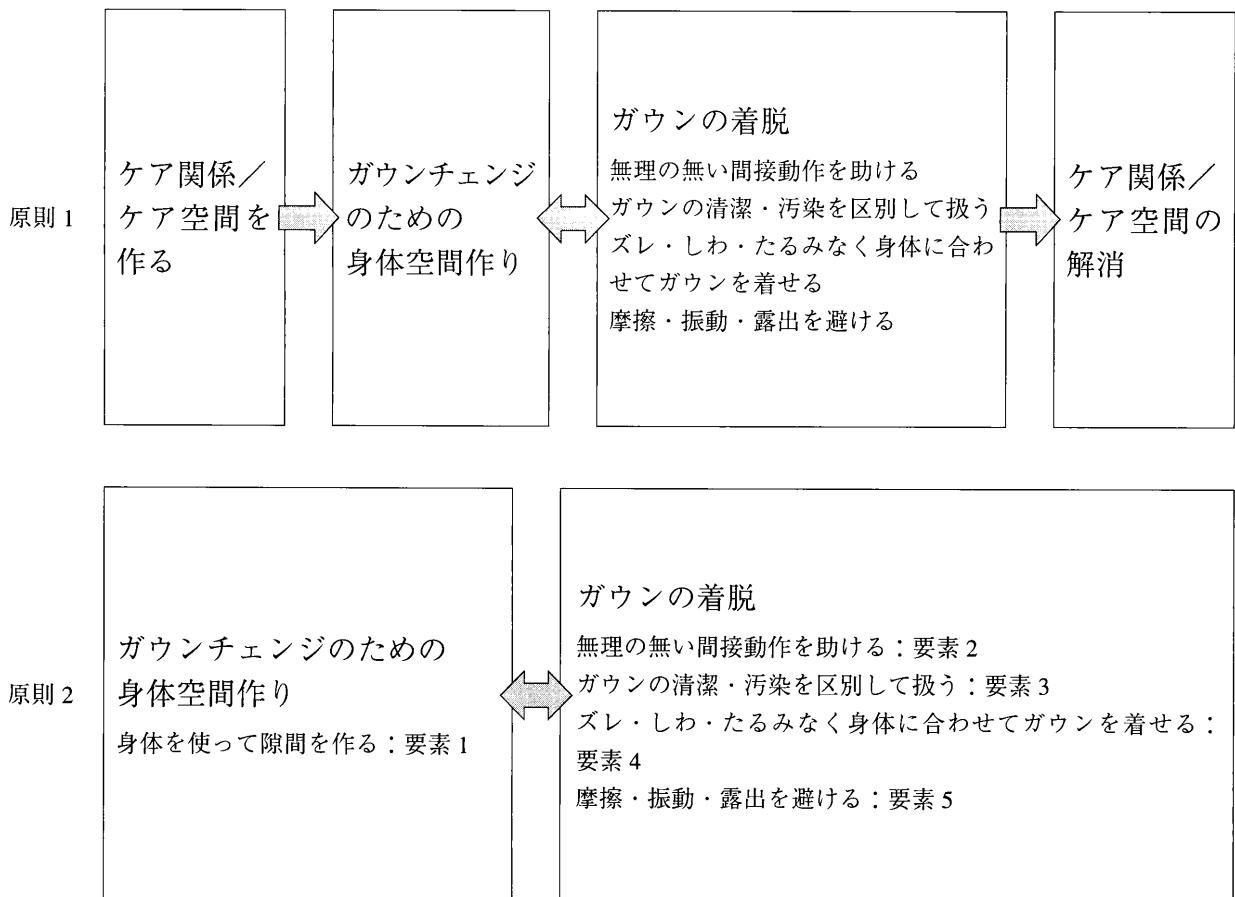 原則 1
ケア関係／
ケア空間を
作る
ガウンチェンジ
のための
身体空間作り
ガウンの着脱
無理の無い間接動作を助ける
ガウンの清潔・汚染を区別して扱う
ズレ・しわ・たるみなく身体に合わ
せてガウンを着せる
摩擦・振動・露出を避ける
ケア関係／
ケア空間の
解消
原則 2
ガウンチェンジのための
身体空間作り
身体を使って隙間を作る：要素 1
ガウンの着脱
無理の無い間接動作を助ける：要素 2
ガウンの清潔・汚染を区別して扱う：要素 3
ズレ・しわ・たるみなく身体に合わせてガウンを着せる：
要素 4
摩擦・振動・露出を避ける：要素 5